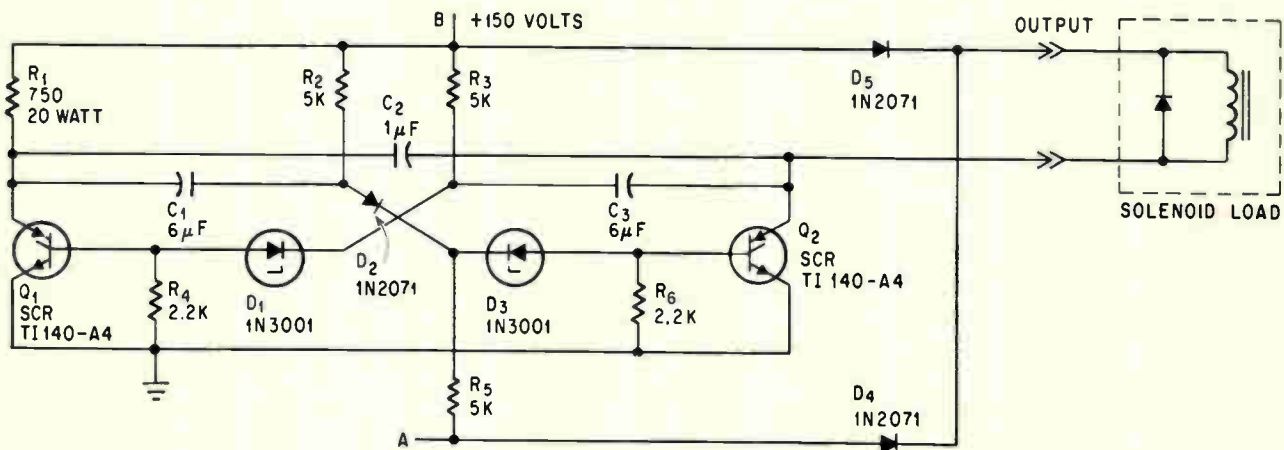 B
+150 VOLTS
OUTPUT
R1
750
20 WATT
R2
5K
R3
5K
C2
1μF
D5
1N2071
C1
6μF
C3
6μF
SOLENOID LOAD
Q1
SCR
TI140-A4
R4
2.2K
D1
1N3001
D2
1N2071
D3
1N3001
R6
2.2K
Q2
SCR
TI 140-A4
R5
5K
D4
1N2071
A